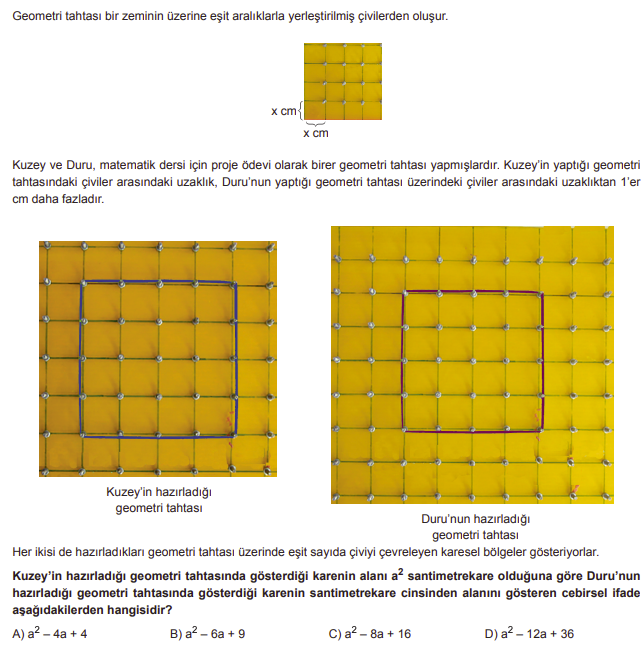 Geometri tahtası bir zeminin üzerine eşit aralıklarla yerleştirilmiş çivilerden oluşur.
x cm
x cm
Kuzey ve Duru, matematik dersi için proje ödevi olarak birer geometri tahtası yapmışlardır. Kuzey’in yaptığı geometri
tahtasındaki çiviler arasındaki uzaklık, Duru’nun yaptığı geometri tahtası üzerindeki çiviler arasındaki uzaklıktan 1’er
cm daha fazladır.
Kuzey’in hazırladığı
geometri tahtası
Duru’nun hazırladığı
geometri tahtası
Her ikisi de hazırladıkları geometri tahtası üzerinde eşit sayıda çiviyi çevreleyen karesel bölgeler gösteriyorlar.
Kuzey’in hazırladığı geometri tahtasında gösterdiği karenin alanı a² santimetrekare olduğuna göre Duru’nun
hazırladığı geometri tahtasında gösterdiği karenin santimetrekare cinsinden alanını gösteren cebirsel ifade
aşağıdakilerden hangisidir?
A) a² – 4a + 4 B) a² – 6a + 9 C) a² – 8a + 16 D) a² – 12a + 36